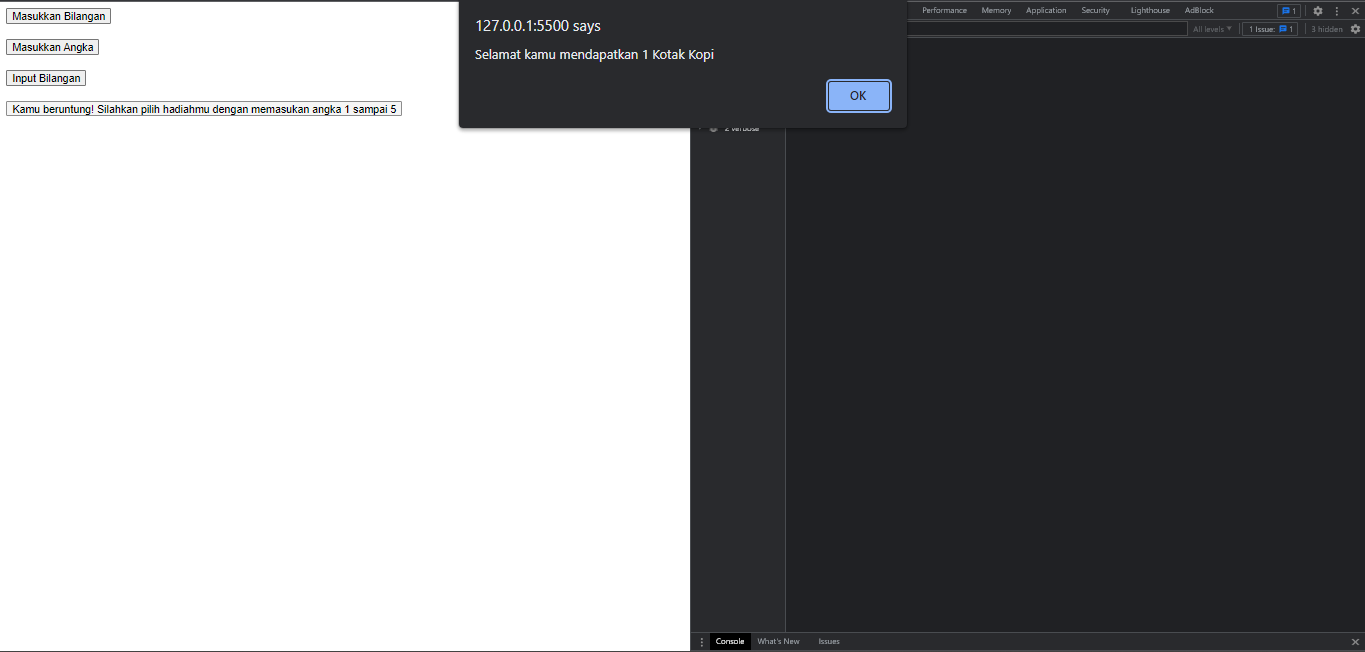 Masukkan Bilangan
Masukkan Angka
Input Bilangan
Kamu beruntung! Silahkan pilih hadiahmu dengan memasukan angka 1 sampai 5
127.0.0.1:5500 says
Selamat kamu mendapatkan 1 Kotak Kopi
OK
Performance Memory Application Security Lighthouse AdBlock 1
All levels 1 Issue: 1 3 hidden
2 verbose
Console What's New Issues